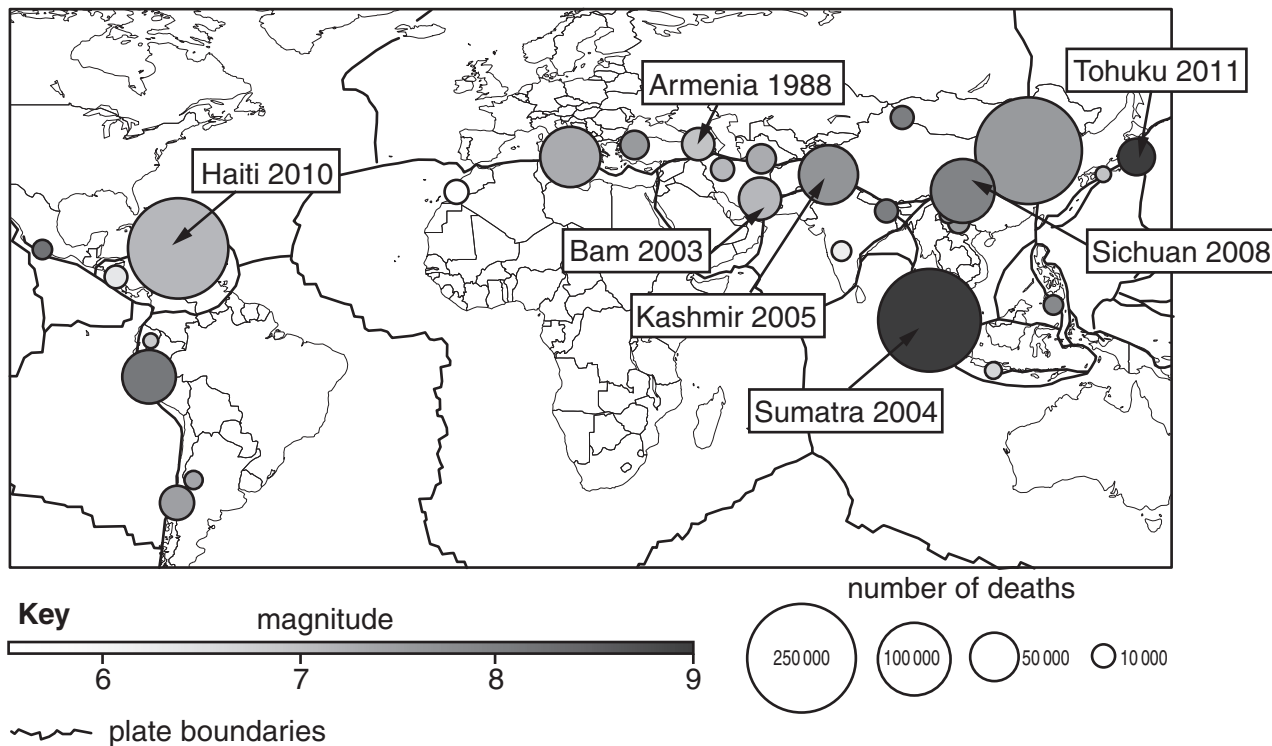 Tohuku 2011
Armenia 1988
Haiti 2010
Bam 2003
Sichuan 2008
Kashmir 2005
Sumatra 2004
number of deaths
Key
magnitude
250 000
100 000
50 000
10 000
6
7
8
9
plate boundaries